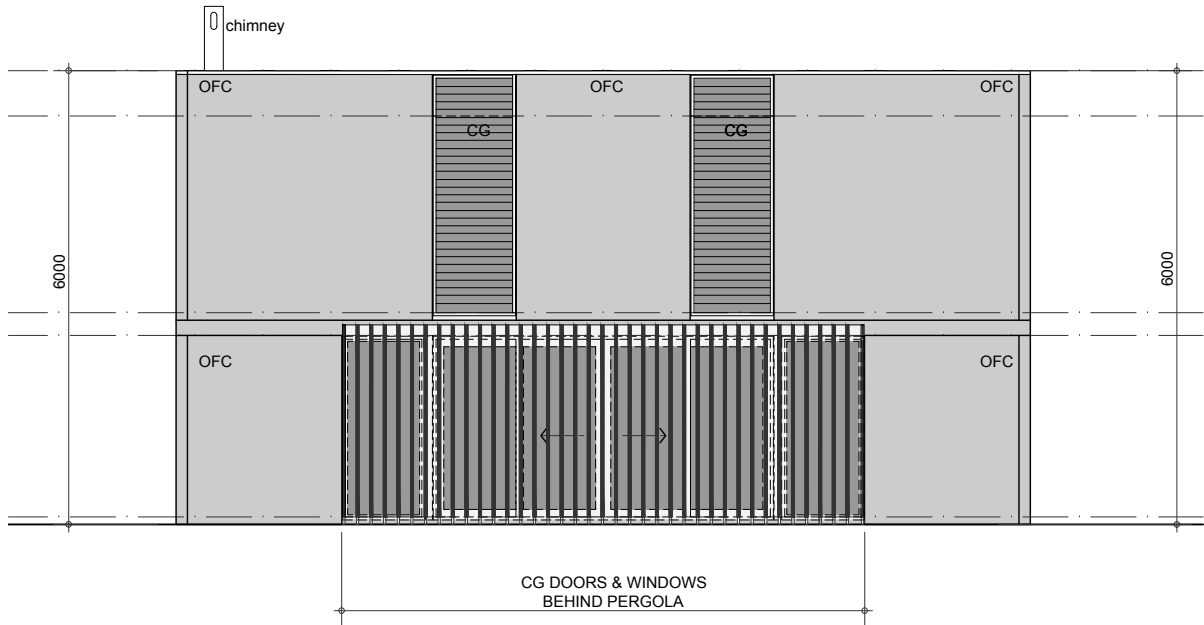 chimney
OFC
OFC
OFC
CG
CG
6000
6000
OFC
OFC
CG DOORS & WINDOWS
BEHIND PERGOLA